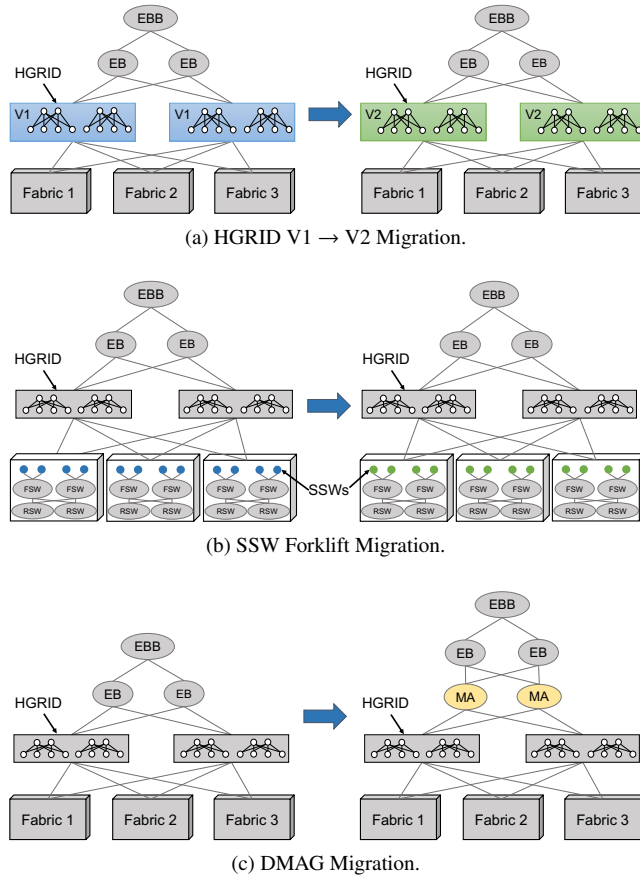 EBB
EBB
EB
EB
EB
EB
HGRID
HGRID
V1
V1
V2
V2
Fabric 1
Fabric 2
Fabric 3
Fabric 1
Fabric 2
Fabric 3
(a) HGRID V1 → V2 Migration.
EBB
EBB
EB
EB
EB
EB
HGRID
HGRID
SSWs
FSW
FSW
FSW
FSW
FSW
FSW
FSW
FSW
FSW
FSW
FSW
FSW
RSW
RSW
RSW
RSW
RSW
RSW
RSW
RSW
RSW
RSW
RSW
RSW
(b) SSW Forklift Migration.
EBB
EBB
EB
EB
EB
EB
MA
MA
HGRID
HGRID
Fabric 1
Fabric 2
Fabric 3
Fabric 1
Fabric 2
Fabric 3
(c) DMAG Migration.